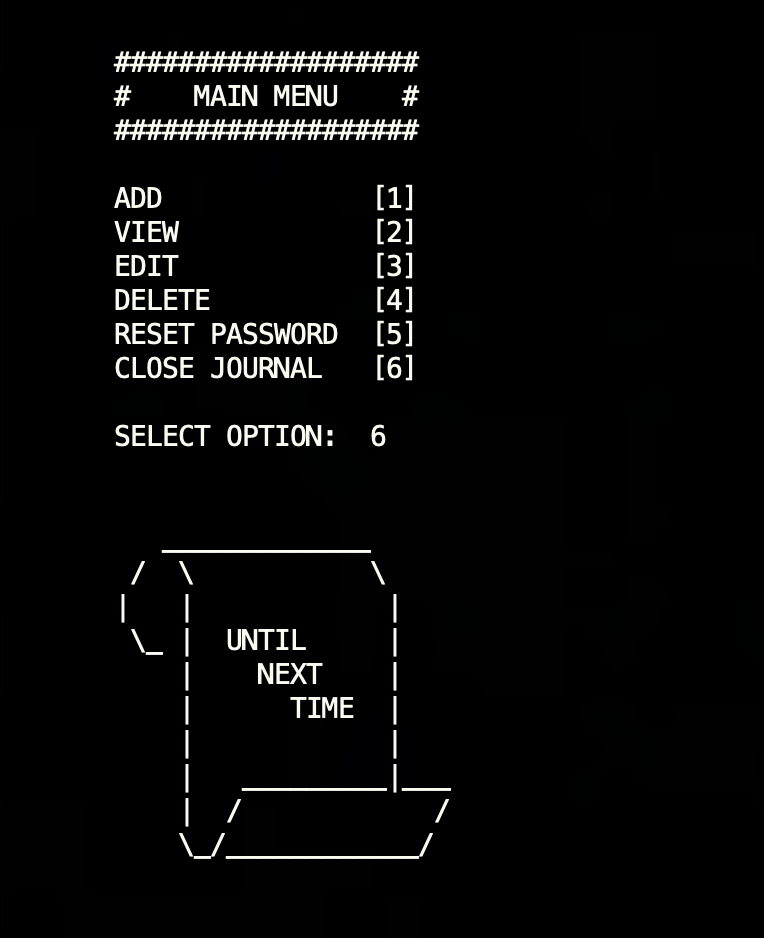 ###################
#    MAIN MENU    #
###################
ADD             [1]
VIEW            [2]
EDIT            [3]
DELETE          [4]
RESET PASSWORD  [5]
CLOSE JOURNAL   [6]
SELECT OPTION:  6
UNTIL
NEXT
TIME